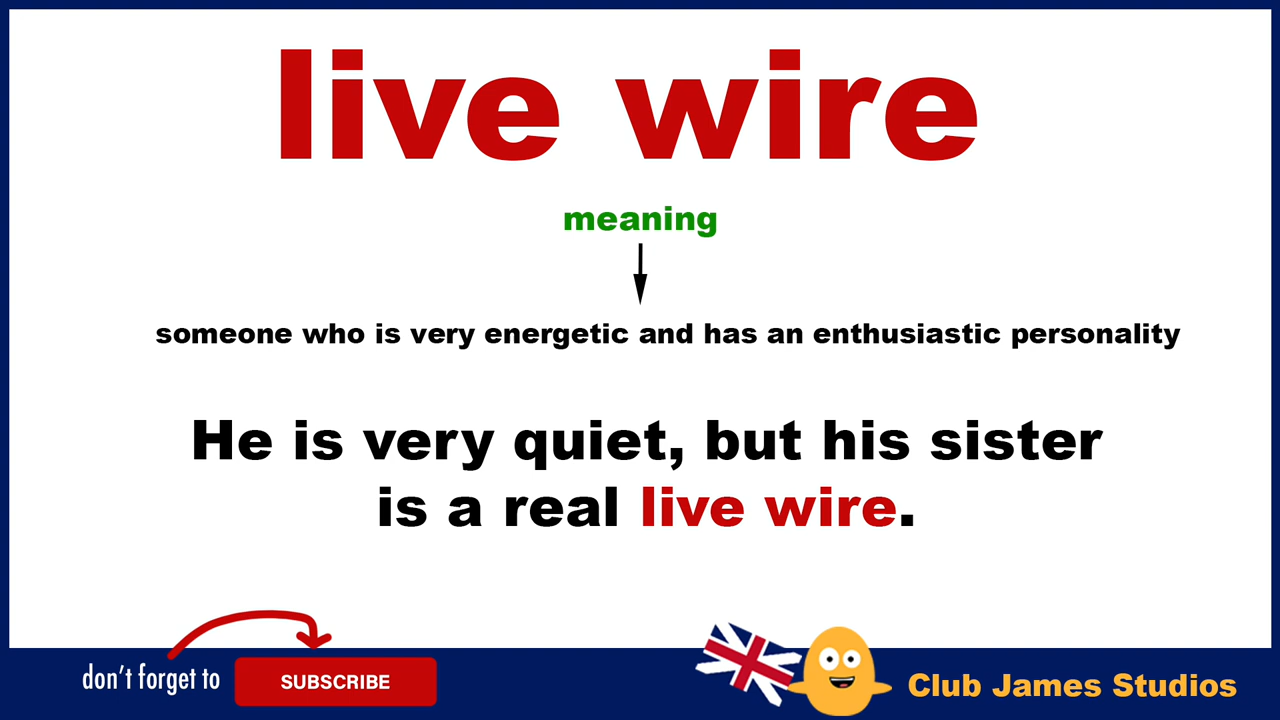 live wire
meaning
someone who is very energetic and has an enthusiastic personality
He is very quiet, but his sister
is a real live wire.
don't forget to
SUBSCRIBE
Club James Studios